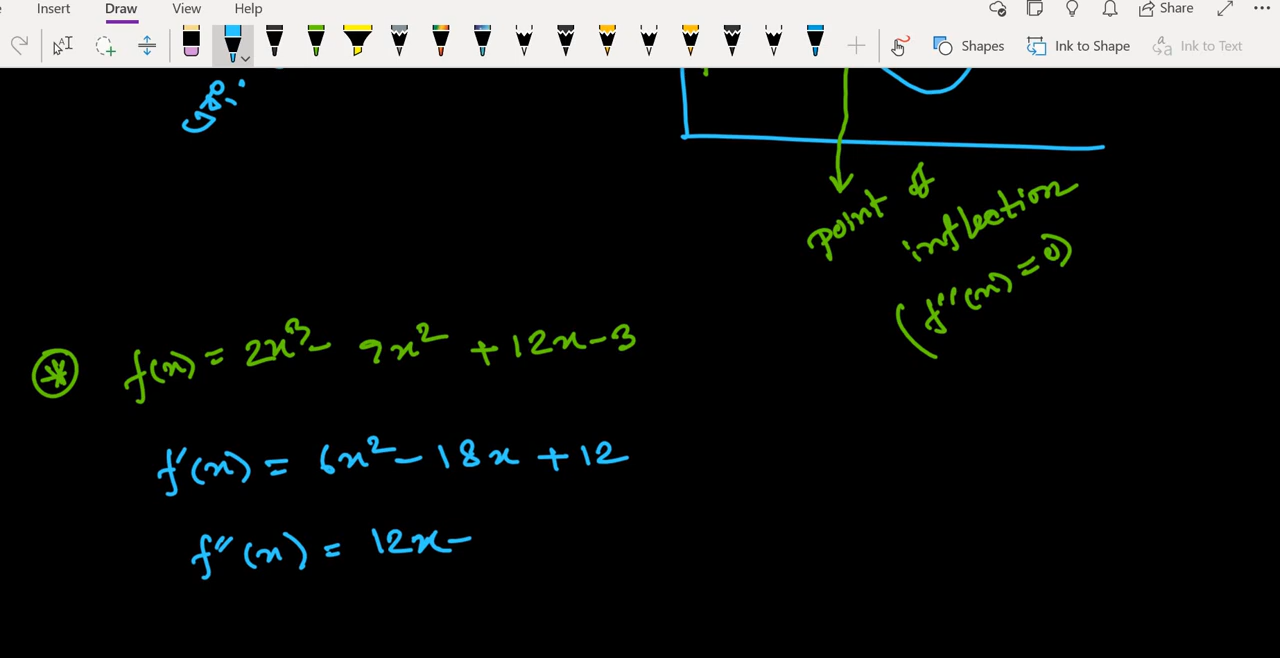 Insert Draw View Help Share
Shapes Ink to Shape Ink to Text
point of
inflection
(f''(x) = 0)
* f(x) = 2x³ - 9x² + 12x - 3
f'(x) = 6x² - 18x + 12
f''(x) = 12x -